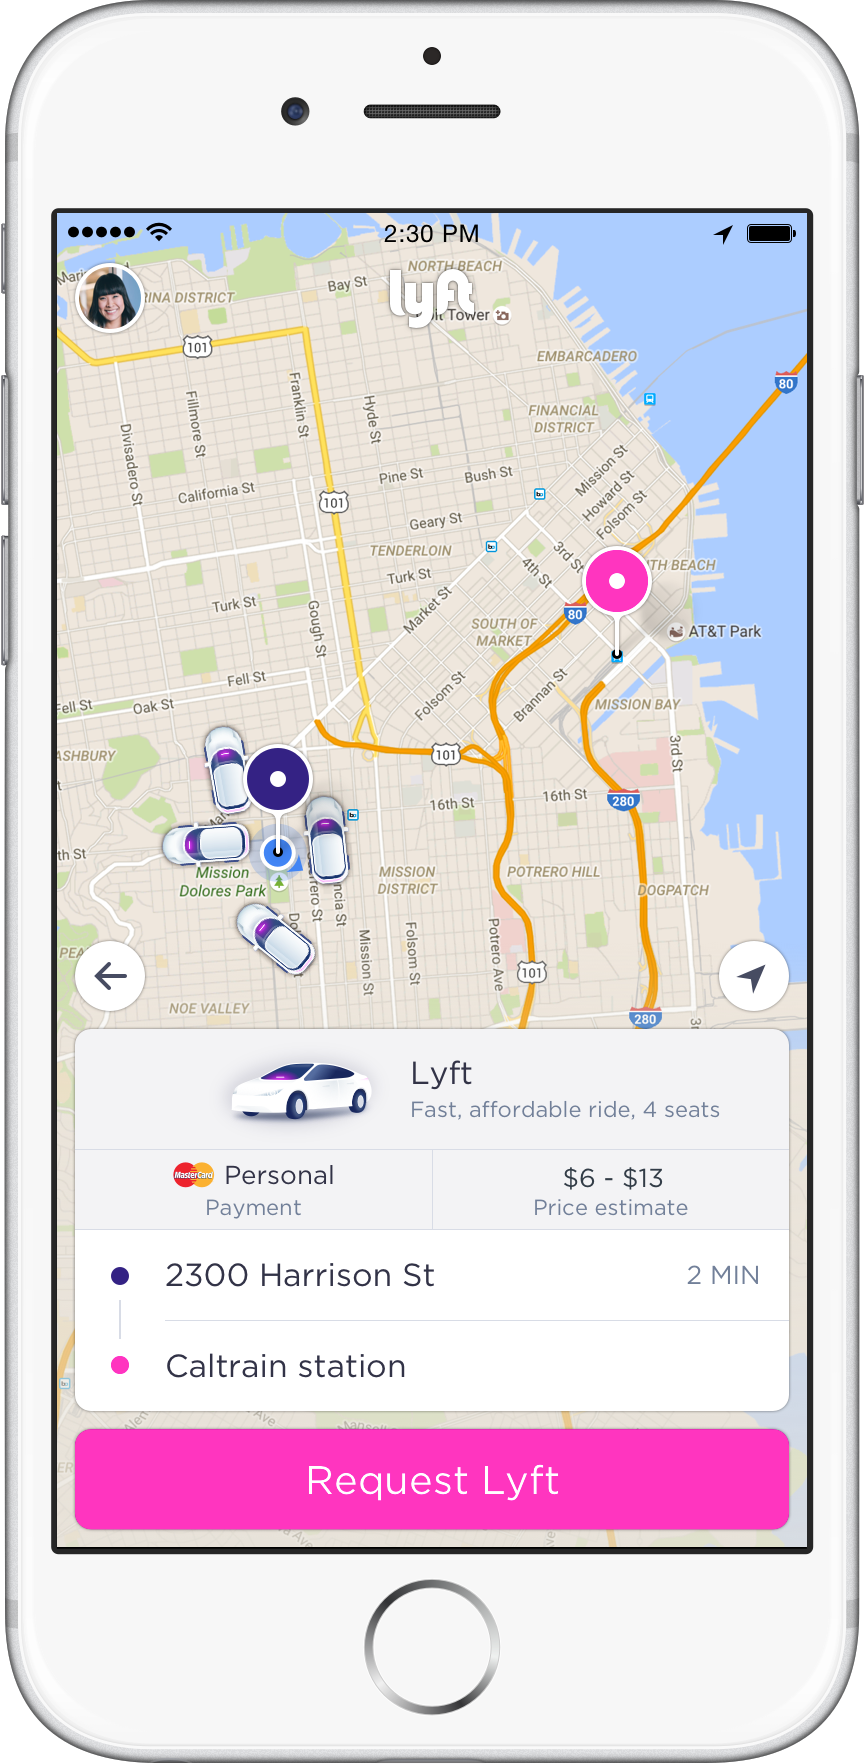 2:30 PM
NORTH BEACH
Bay St
RINA DISTRICT
lyft
Tower
101
EMBARCADERO
80
Franklin St
Hyde St
Fillmore St
FINANCIAL
DISTRICT
Divisadero St
Mission St
Howard St
Folsom St
Pine St
Bush St
California St
101
Geary St
TENDERLOIN
3rd St
4th St
TH BEACH
Turk St
Turk St
Market St
Gough St
80
SOUTH OF
MARKET
AT&T Park
Fell St
Fell St
Oak St
Folsom St
Brannan St
MISSION BAY
3rd St
ASHBURY
101
16th St
16th St
280
th St
Mission
Dolores Park
MISSION
DISTRICT
POTRERO HILL
DOGPATCH
Mission St
Folsom St
Potrero Ave
101
NOE VALLEY
280
Lyft
Fast, affordable ride, 4 seats
MasterCard
Personal
$6 - $13
Payment
Price estimate
2300 Harrison St
2 MIN
Caltrain station
Request Lyft